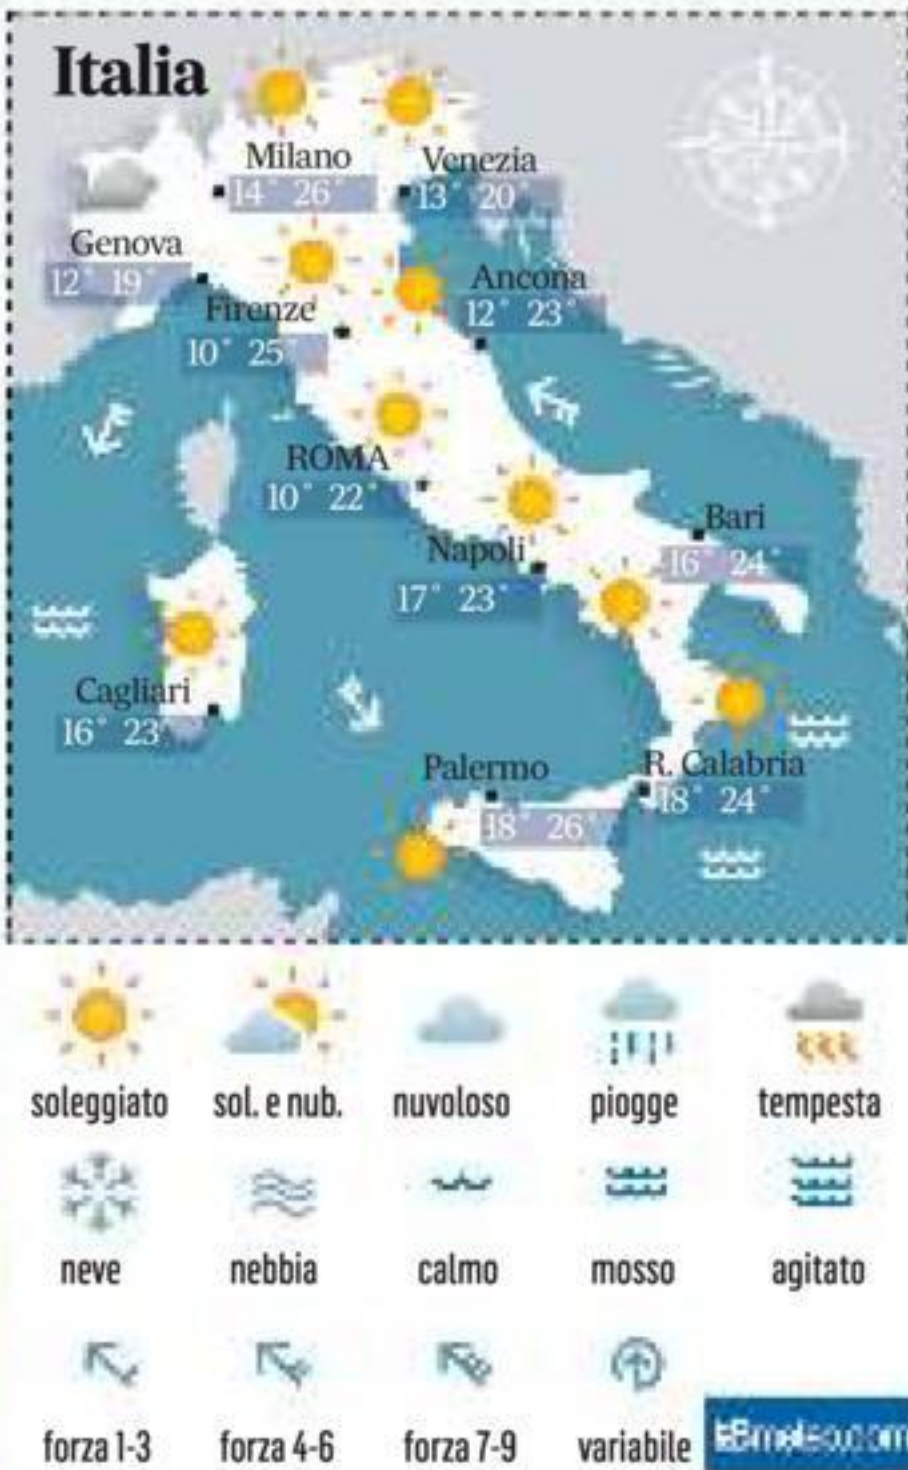 Italia
Milano
14° 26°
Venezia
13° 20°
Genova
12° 19°
Ancona
12° 23°
Firenze
10° 25°
ROMA
10° 22°
Bari
16° 24°
Napoli
17° 23°
Cagliari
16° 23°
Palermo
18° 26°
R. Calabria
18° 24°
soleggiato
sol. e nub.
nuvoloso
piogge
tempesta
neve
nebbia
calmo
mosso
agitato
forza 1-3
forza 4-6
forza 7-9
variabile